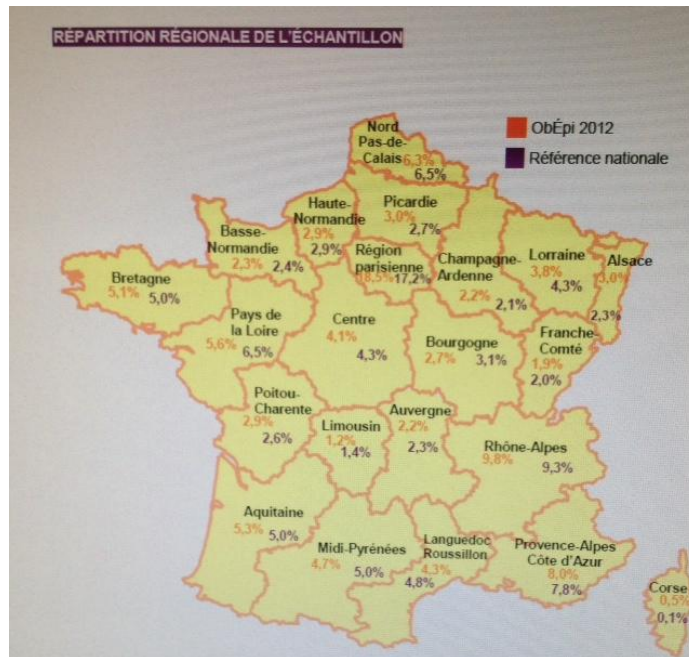 RÉPARTITION RÉGIONALE DE L'ÉCHANTILLON
ObÉpi 2012
Référence nationale
Nord
Pas-de-
Calais 6,3%
6,5%
Haute-
Normandie
2,9%
2,9%
Picardie
3,0%
2,7%
Basse-
Normandie
2,3% 2,4%
Région
parisienne
18,5% 17,2%
Champagne-
Ardenne
2,2%
2,1%
Lorraine
3,8%
4,3%
Alsace
3,0%
2,3%
Bretagne
5,1% 5,0%
Pays de
la Loire
5,6% 6,5%
Centre
4,1%
4,3%
Bourgogne
2,7% 3,1%
Franche-
Comté
1,9%
2,0%
Poitou-
Charente
2,9%
2,6%
Limousin
1,2%
1,4%
Auvergne
2,2%
2,3%
Rhône-Alpes
9,8%
9,3%
Aquitaine
5,3% 5,0%
Midi-Pyrénées
4,7% 5,0%
Languedoc
Roussillon
4,3%
4,8%
Provence-Alpes
Côte d'Azur
8,0%
7,8%
Corse
0,5%
0,1%